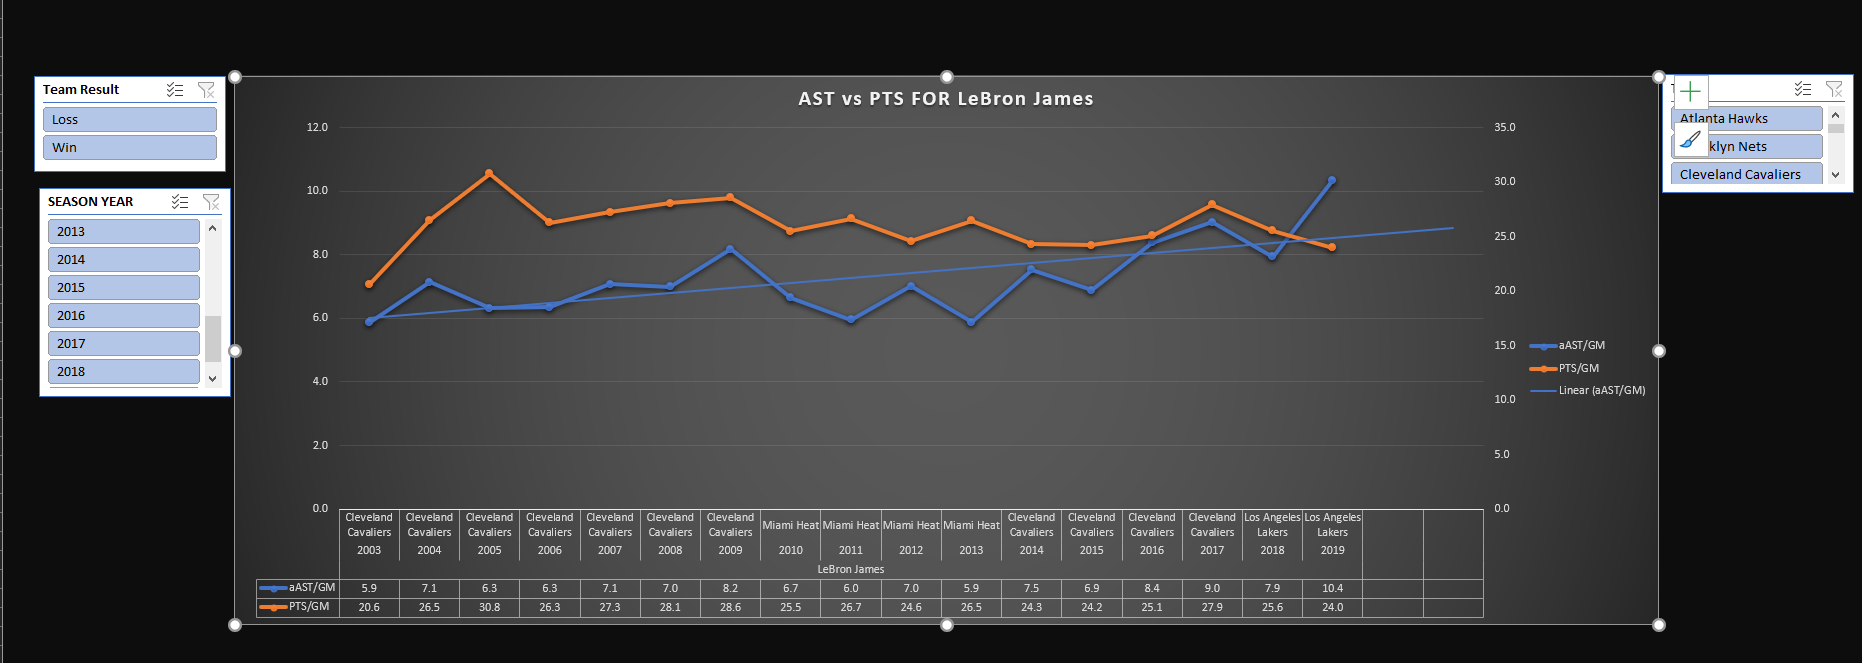 Team Result
Loss
Win
SEASON YEAR
2013
2014
2015
2016
2017
2018
AST vs PTS FOR LeBron James
12.0
10.0
8.0
6.0
4.0
2.0
0.0
35.0
30.0
25.0
20.0
15.0
10.0
5.0
0.0
aAST/GM
PTS/GM
Linear (aAST/GM)
Cleveland Cavaliers Cleveland Cavaliers Cleveland Cavaliers Cleveland Cavaliers Cleveland Cavaliers Cleveland Cavaliers Cleveland Cavaliers Miami Heat Miami Heat Miami Heat Miami Heat Cleveland Cavaliers Cleveland Cavaliers Cleveland Cavaliers Cleveland Cavaliers Los Angeles Lakers Los Angeles Lakers
2003 2004 2005 2006 2007 2008 2009 2010 2011 2012 2013 2014 2015 2016 2017 2018 2019
LeBron James
aAST/GM 5.9 7.1 6.3 6.3 7.1 7.0 8.2 6.7 6.0 7.0 5.9 7.5 6.9 8.4 9.0 7.9 10.4
PTS/GM 20.6 26.5 30.8 26.3 27.3 28.1 28.6 25.5 26.7 24.6 26.5 24.3 24.2 25.1 27.9 25.6 24.0
Atlanta Hawks
klyn Nets
Cleveland Cavaliers